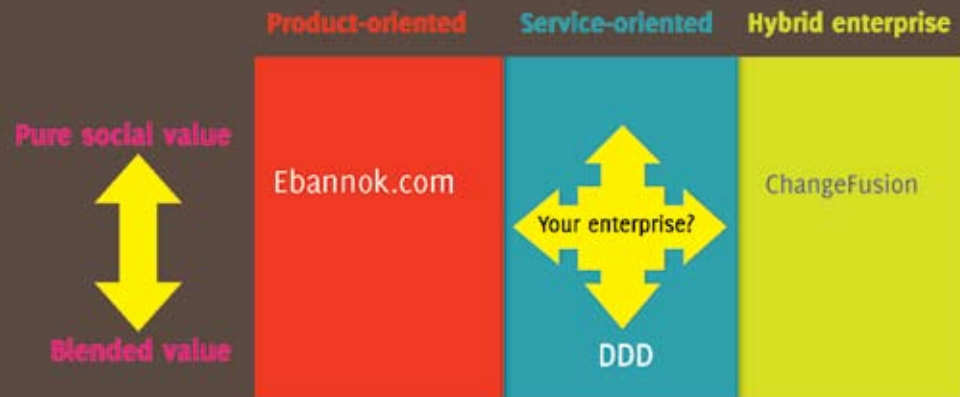 Product-oriented
Service-oriented
Hybrid enterprise
Pure social value
Ebannok.com
ChangeFusion
Your enterprise?
Blended value
DDD